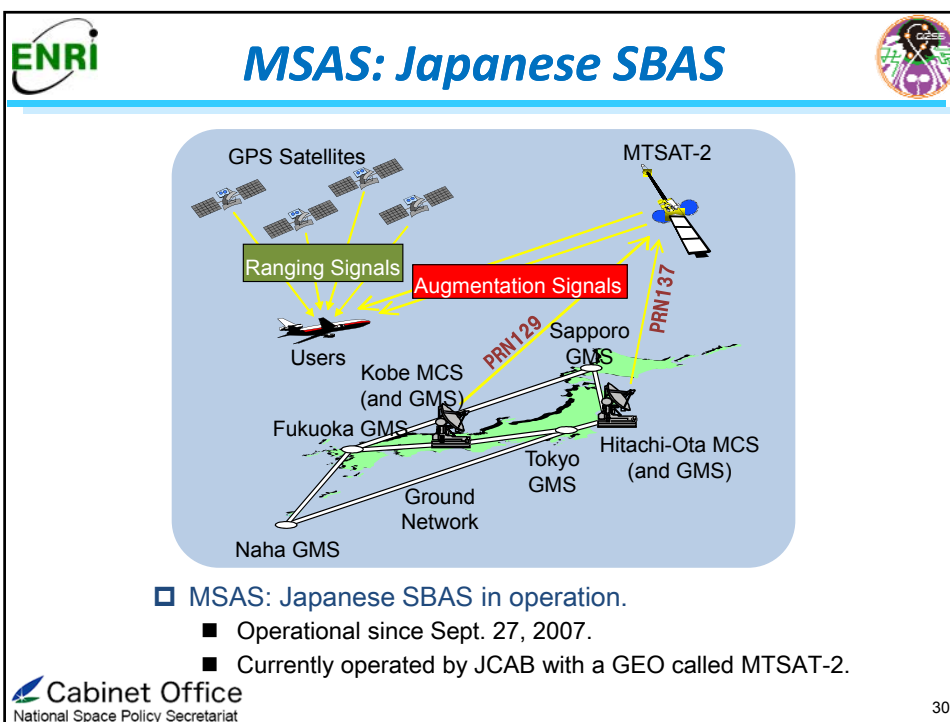 ENRI
MSAS: Japanese SBAS
QZSS
GPS Satellites
MTSAT-2
Ranging Signals
Augmentation Signals
PRN137
PRN129
Users
Sapporo
GMS
Kobe MCS
(and GMS)
Fukuoka GMS
Hitachi-Ota MCS
(and GMS)
Tokyo
GMS
Ground
Network
Naha GMS
MSAS: Japanese SBAS in operation.
Operational since Sept. 27, 2007.
Currently operated by JCAB with a GEO called MTSAT-2.
Cabinet Office
National Space Policy Secretariat
30